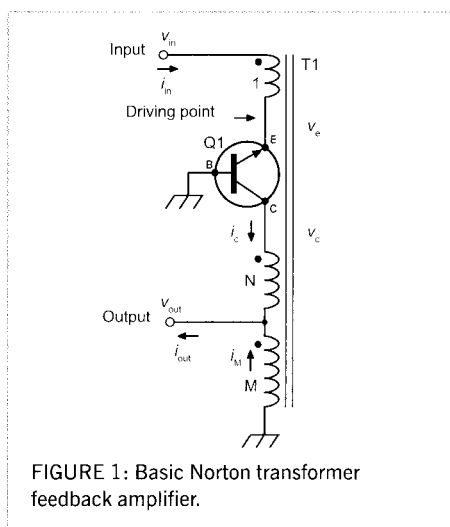 v_in
Input
T1
1
i_in
Driving point
v_e
E
Q1
B
C
i_c
v_c
N
v_out
Output
i_out
i_M
M
FIGURE 1: Basic Norton transformer
feedback amplifier.